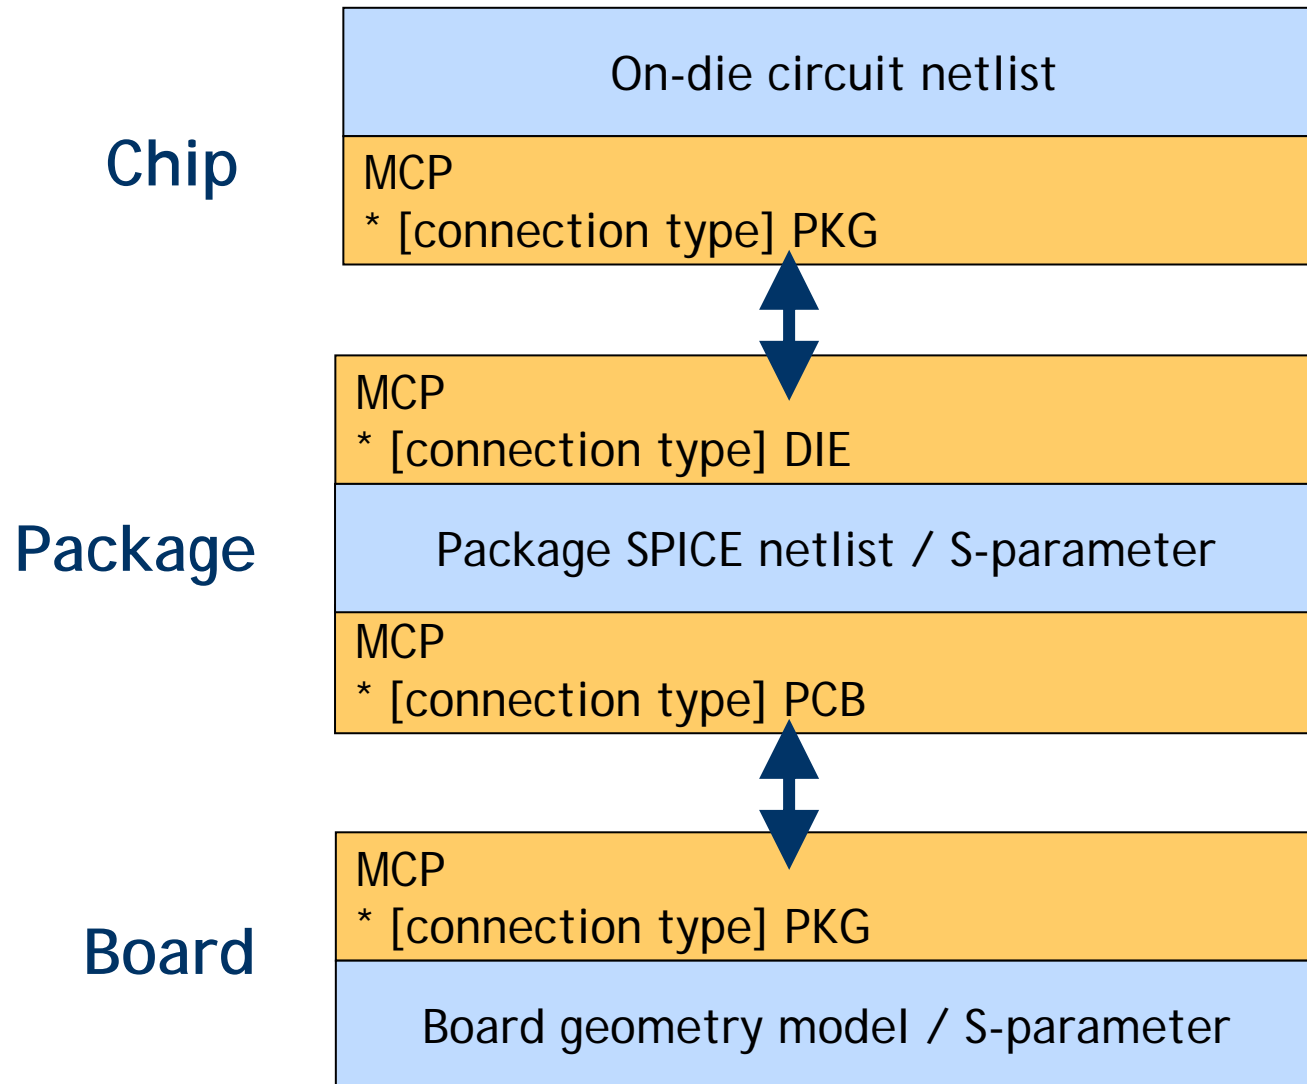 On-die circuit netlist
Chip
MCP
* [connection type] PKG
MCP
* [connection type] DIE
Package
Package SPICE netlist / S-parameter
MCP
* [connection type] PCB
MCP
* [connection type] PKG
Board
Board geometry model / S-parameter